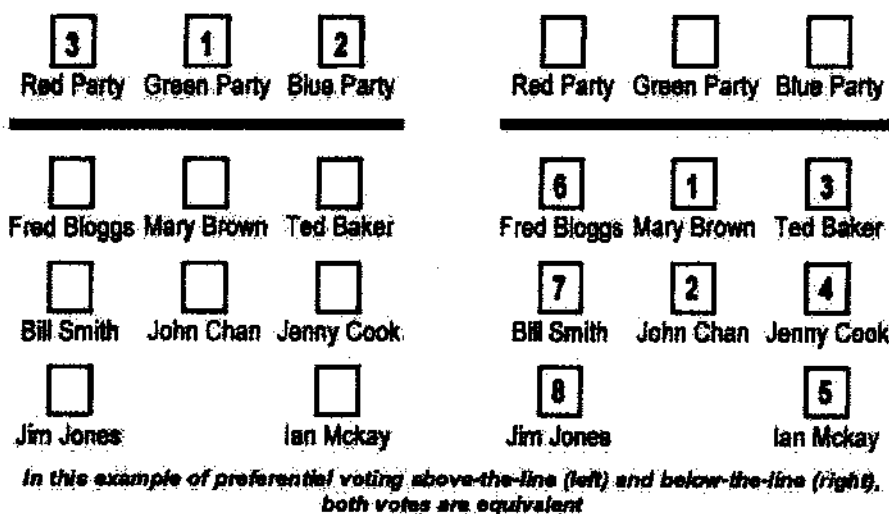 3 1 2
Red Party Green Party Blue Party Red Party Green Party Blue Party
6 1 3
Fred Bloggs Mary Brown Ted Baker Fred Bloggs Mary Brown Ted Baker
7 2 4
Bill Smith John Chan Jenny Cook Bill Smith John Chan Jenny Cook
8 5
Jim Jones Ian Mckay Jim Jones Ian Mckay
In this example of preferential voting above-the-line (left) and below-the-line (right),
both votes are equivalent